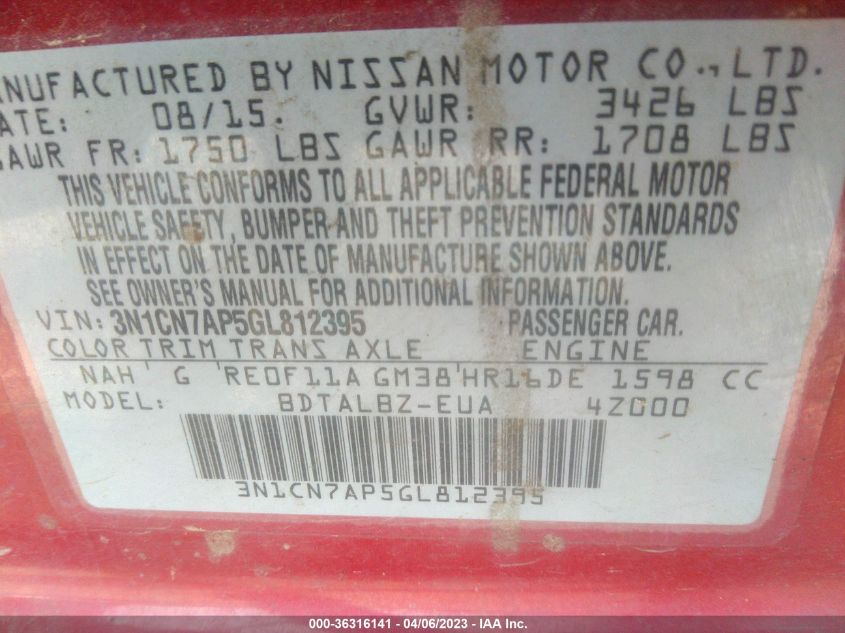 ANUFACTURED BY NISSAN MOTOR CO., LTD.
ATE: 08/15. GVWR: 3426 LBS
GAWR FR: 1750 LBS GAWR RR: 1708 LBS
THIS VEHICLE CONFORMS TO ALL APPLICABLE FEDERAL MOTOR
VEHICLE SAFETY, BUMPER AND THEFT PREVENTION STANDARDS
IN EFFECT ON THE DATE OF MANUFACTURE SHOWN ABOVE.
SEE OWNER'S MANUAL FOR ADDITIONAL INFORMATION
VIN: 3N1CN7AP5GL812395 PASSENGER CAR.
COLOR TRIM TRANS AXLE ENGINE
NAH G RE0F11A GM38 HR16DE 1598 CC
MODEL: BDTALBZ-EUA 4Z000
3N1CN7AP5GL812395
000-36316141 - 04/06/2023 - IAA Inc.